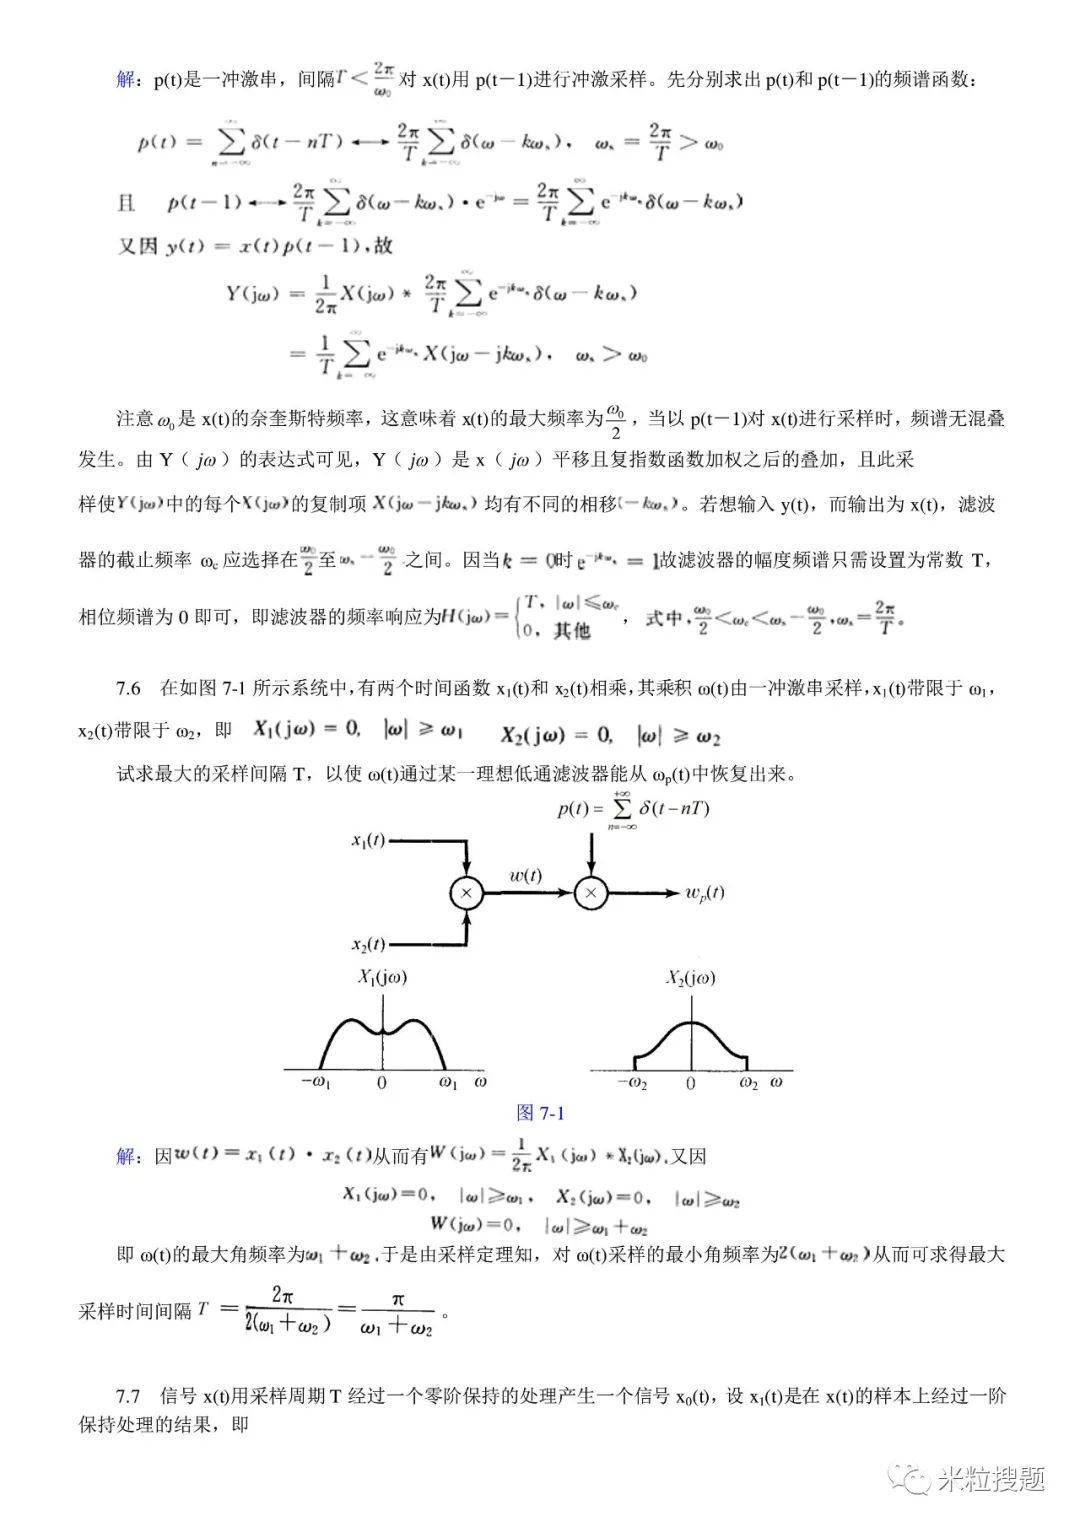 解：p(t)是一冲激串，间隔T < 2π/ω₀ 对 x(t)用 p(t－1)进行冲激采样。先分别求出 p(t)和 p(t－1)的频谱函数：
p(t) = ∑_{n=-∞}^{∞} δ(t − nT) ⟷ 2π/T ∑_{k=-∞}^{∞} δ(ω − kωₛ), ωₛ = 2π/T > ω₀
且 p(t−1) ⟷ 2π/T ∑_{k=-∞}^{∞} δ(ω − kωₛ) · e^{-jω} = 2π/T ∑_{k=-∞}^{∞} e^{-jkωₛ} δ(ω − kωₛ)
又因 y(t) = x(t)p(t − 1),故
Y(jω) = 1/2π X(jω) * 2π/T ∑_{k=-∞}^{∞} e^{-jkωₛ} δ(ω − kωₛ)
= 1/T ∑_{k=-∞}^{∞} e^{-jkωₛ} X(jω − jkωₛ), ωₛ > ω₀
注意 ω₀ 是 x(t)的奈奎斯特频率，这意味着 x(t)的最大频率为 ω₀/2，当以 p(t－1)对 x(t)进行采样时，频谱无混叠
发生。由 Y（ jω ）的表达式可见，Y（ jω ）是 x（ jω ）平移且复指数函数加权之后的叠加，且此采
样使Y(jω)中的每个X(jω)的复制项 X(jω − jkωₛ) 均有不同的相移(−kωₛ)。若想输入 y(t)，而输出为 x(t)，滤波
器的截止频率 ω_c 应选择在 ω₀/2 至 ωₛ − ω₀/2 之间。因当k = 0时 e^{-jkωₛ} = 1故滤波器的幅度频谱只需设置为常数 T，
相位频谱为 0 即可，即滤波器的频率响应为H(jω) = {T, |ω|≤ω_c; 0, 其他 ， 式中, ω₀/2 < ω_c < ωₛ − ω₀/2, ωₛ = 2π/T。
7.6 在如图 7-1 所示系统中,有两个时间函数 x₁(t)和 x₂(t)相乘,其乘积 ω(t)由一冲激串采样,x₁(t)带限于 ω₁，
x₂(t)带限于 ω₂，即 X₁(jω) = 0, |ω| ≥ ω₁ X₂(jω) = 0, |ω| ≥ ω₂
试求最大的采样间隔 T，以使 ω(t)通过某一理想低通滤波器能从 ω_p(t)中恢复出来。
p(t) = ∑_{n=-∞}^{+∞} δ(t − nT)
x₁(t)
×
w(t)
×
w_p(t)
x₂(t)
X₁(jω)
X₂(jω)
−ω₁ 0 ω₁ ω
−ω₂ 0 ω₂ ω
图 7-1
解：因w(t) = x₁(t) · x₂(t)从而有W(jω) = 1/2π X₁(jω) * X₂(jω),又因
X₁(jω)=0, |ω|≥ω₁, X₂(jω)=0, |ω|≥ω₂
W(jω)=0, |ω|≥ω₁+ω₂
即 ω(t)的最大角频率为ω₁ + ω₂,于是由采样定理知，对 ω(t)采样的最小角频率为2(ω₁ + ω₂)从而可求得最大
采样时间间隔 T = 2π/2(ω₁+ω₂) = π/ω₁+ω₂ 。
7.7 信号 x(t)用采样周期 T 经过一个零阶保持的处理产生一个信号 x₀(t)，设 x₁(t)是在 x(t)的样本上经过一阶
保持处理的结果，即
米粒搜题